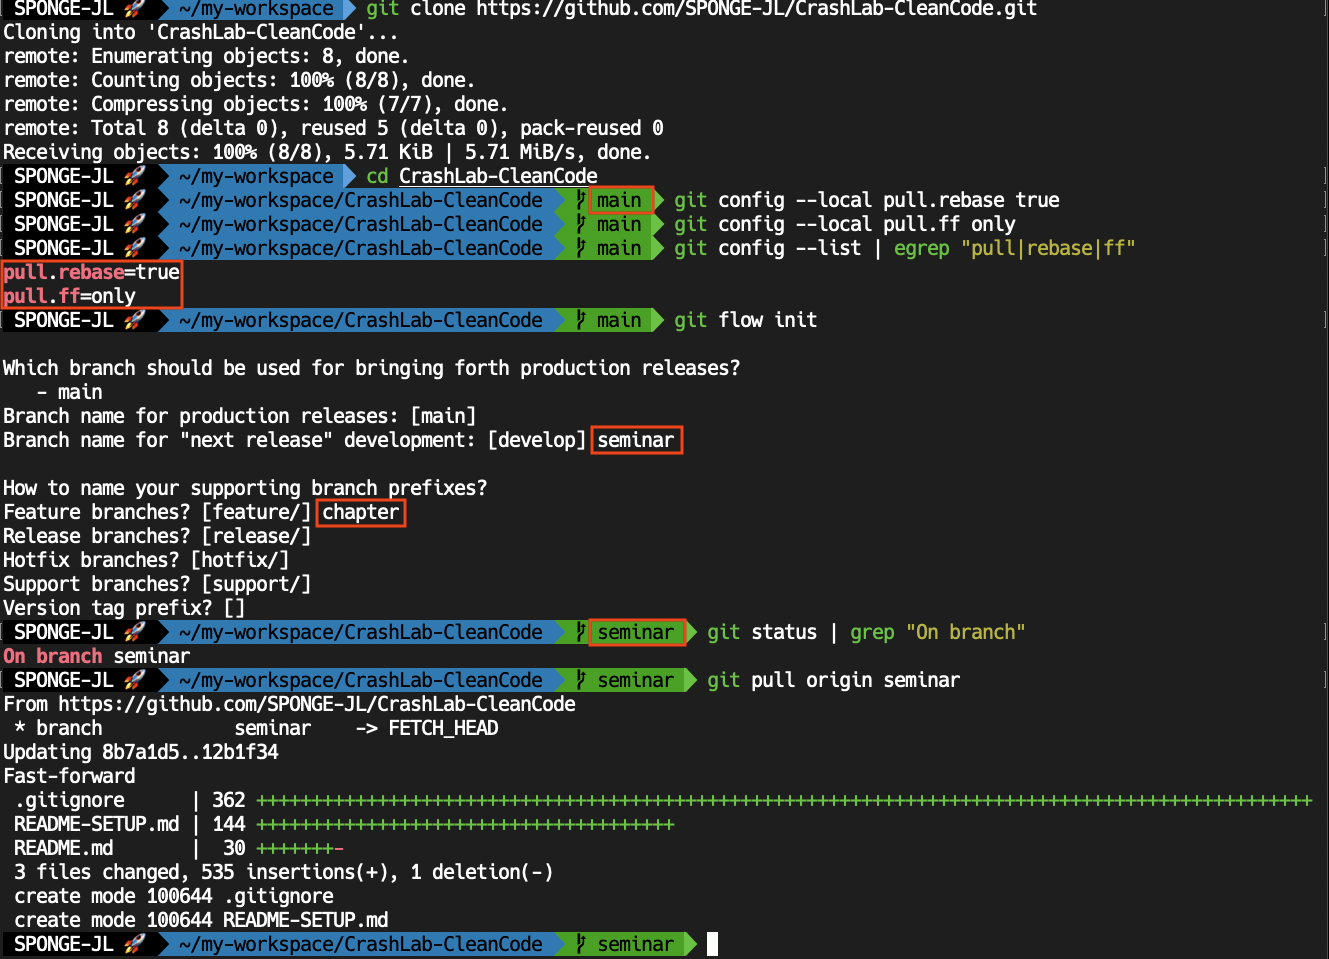 SPONGE-JL 🚀 ~/my-workspace git clone https://github.com/SPONGE-JL/CrashLab-CleanCode.git
Cloning into 'CrashLab-CleanCode'...
remote: Enumerating objects: 8, done.
remote: Counting objects: 100% (8/8), done.
remote: Compressing objects: 100% (7/7), done.
remote: Total 8 (delta 0), reused 5 (delta 0), pack-reused 0
Receiving objects: 100% (8/8), 5.71 KiB | 5.71 MiB/s, done.
SPONGE-JL 🚀 ~/my-workspace cd CrashLab-CleanCode
SPONGE-JL 🚀 ~/my-workspace/CrashLab-CleanCode main git config --local pull.rebase true
SPONGE-JL 🚀 ~/my-workspace/CrashLab-CleanCode main git config --local pull.ff only
SPONGE-JL 🚀 ~/my-workspace/CrashLab-CleanCode main git config --list | egrep "pull|rebase|ff"
pull.rebase=true
pull.ff=only
SPONGE-JL 🚀 ~/my-workspace/CrashLab-CleanCode main git flow init
Which branch should be used for bringing forth production releases?
- main
Branch name for production releases: [main]
Branch name for "next release" development: [develop] seminar
How to name your supporting branch prefixes?
Feature branches? [feature/] chapter
Release branches? [release/]
Hotfix branches? [hotfix/]
Support branches? [support/]
Version tag prefix? []
SPONGE-JL 🚀 ~/my-workspace/CrashLab-CleanCode seminar git status | grep "On branch"
On branch seminar
SPONGE-JL 🚀 ~/my-workspace/CrashLab-CleanCode seminar git pull origin seminar
From https://github.com/SPONGE-JL/CrashLab-CleanCode
* branch seminar -> FETCH_HEAD
Updating 8b7a1d5..12b1f34
Fast-forward
.gitignore | 362 ++++++++++++++++++++++++++++++++++++++++++++++++++++++++++++++++++++++++++++++++++++++++++++++++
README-SETUP.md | 144 ++++++++++++++++++++++++++++++++++++++
README.md | 30 +++++++-
3 files changed, 535 insertions(+), 1 deletion(-)
create mode 100644 .gitignore
create mode 100644 README-SETUP.md
SPONGE-JL 🚀 ~/my-workspace/CrashLab-CleanCode seminar